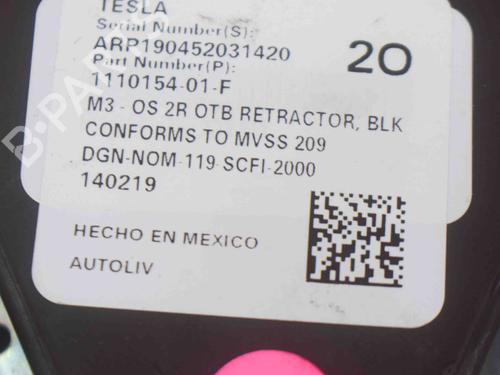 TESLA
Serial Number(S):
ARP190452031420
20
Part Number(P):
1110154-01-F
M3 - OS 2R OTB RETRACTOR, BLK
CONFORMS TO MVSS 209
DGN-NOM-119-SCFI-2000
140219
HECHO EN MEXICO
AUTOLIV
B-PARTS